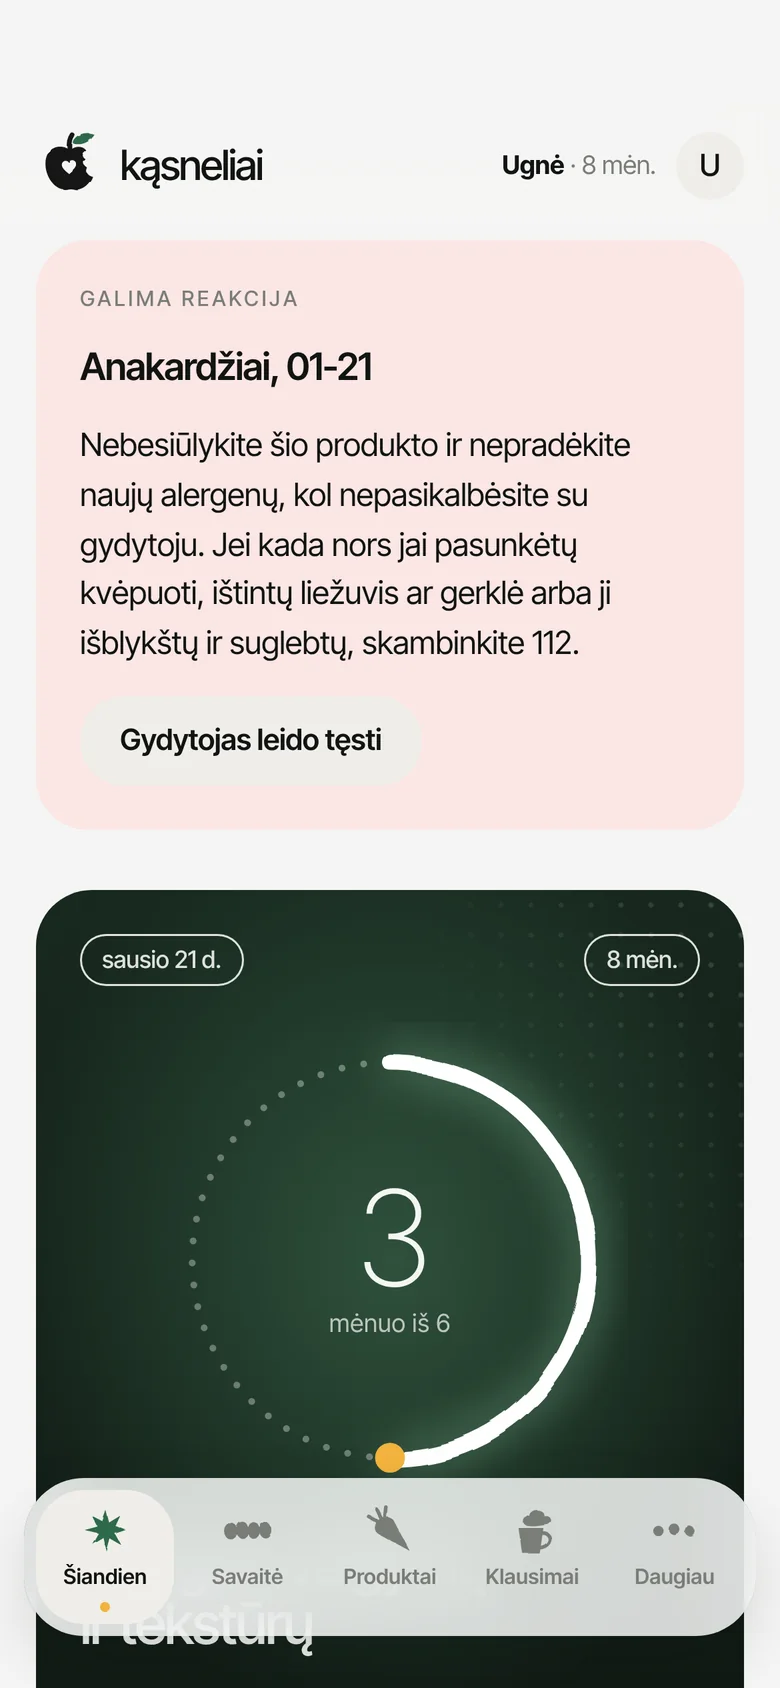 kąsneliai
Ugnė · 8 mėn.
U
GALIMA REAKCIJA
Anakardžiai, 01-21
Nebesiūlykite šio produkto ir nepradėkite
naujų alergenų, kol nepasikalbėsite su
gydytoju. Jei kada nors jai pasunkėtų
kvėpuoti, ištintų liežuvis ar gerklė arba ji
išblykštų ir suglebtų, skambinkite 112.
Gydytojas leido tęsti
sausio 21 d.
8 mėn.
3
mėnuo iš 6
Šiandien
Savaitė
Produktai
Klausimai
Daugiau
ir tekstūrų